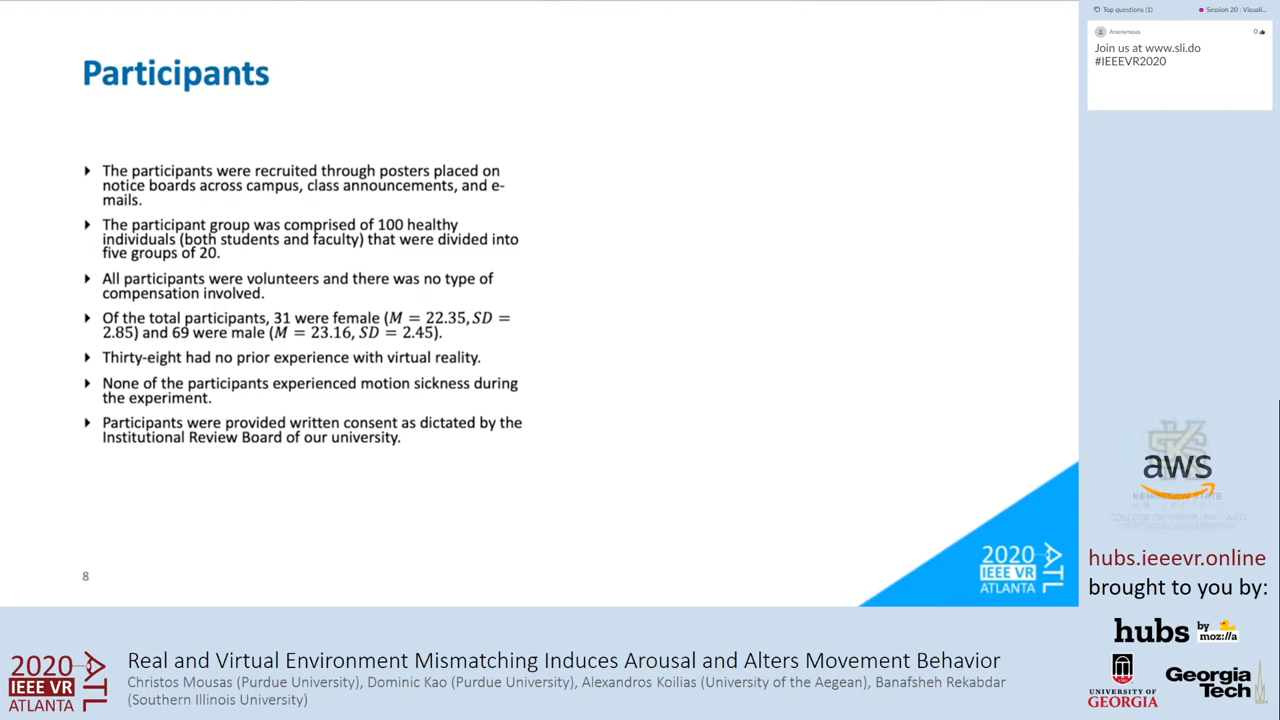 Participants
The participants were recruited through posters placed on
notice boards across campus, class announcements, and e-
mails.
The participant group was comprised of 100 healthy
individuals (both students and faculty) that were divided into
five groups of 20.
All participants were volunteers and there was no type of
compensation involved.
Of the total participants, 31 were female (M = 22.35, SD =
2.85) and 69 were male (M = 23.16, SD = 2.45).
Thirty-eight had no prior experience with virtual reality.
None of the participants experienced motion sickness during
the experiment.
Participants were provided written consent as dictated by the
Institutional Review Board of our university.
8
2020
IEEE VR
ATLANTA
ATL
Top questions (1)
Session 20 : Visuali...
Anonymous
0
Join us at www.sli.do
#IEEEVR2020
aws
hubs.ieeevr.online
brought to you by:
hubs by
moz://a
UNIVERSITY OF
GEORGIA
Georgia
Tech
2020
IEEE VR
ATLANTA
ATL
Real and Virtual Environment Mismatching Induces Arousal and Alters Movement Behavior
Christos Mousas (Purdue University), Dominic Kao (Purdue University), Alexandros Koilias (University of the Aegean), Banafsheh Rekabdar
(Southern Illinois University)